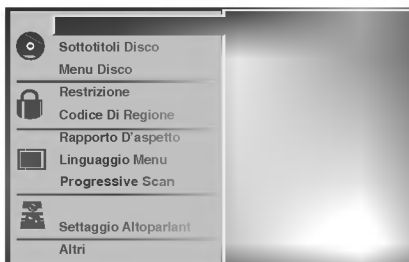 Sottotitoli Disco
Menu Disco
Restrizione
Codice Di Regione
Rapporto D'aspetto
Linguaggio Menu
Progressive Scan
Settaggio Altoparlant
Altri